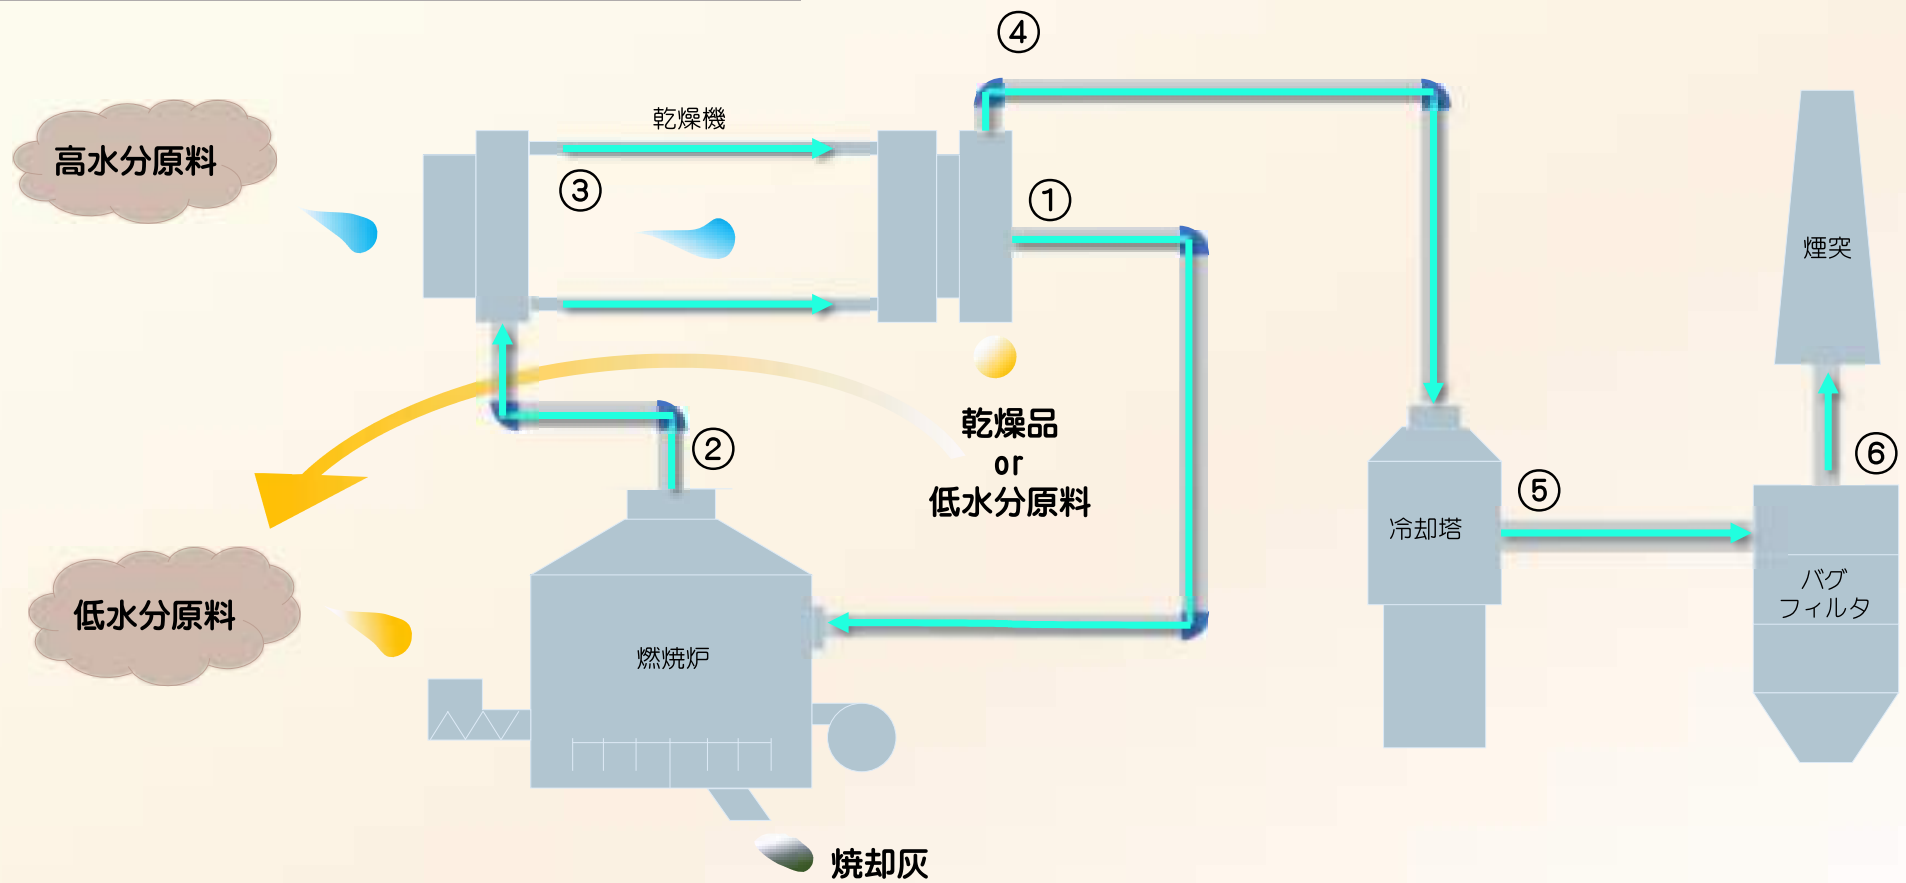 ④
乾燥機
高水分原料
③
①
煙突
乾燥品
or
低水分原料
②
⑥
⑤
冷却塔
バグ
フィルタ
低水分原料
燃焼炉
焼却灰